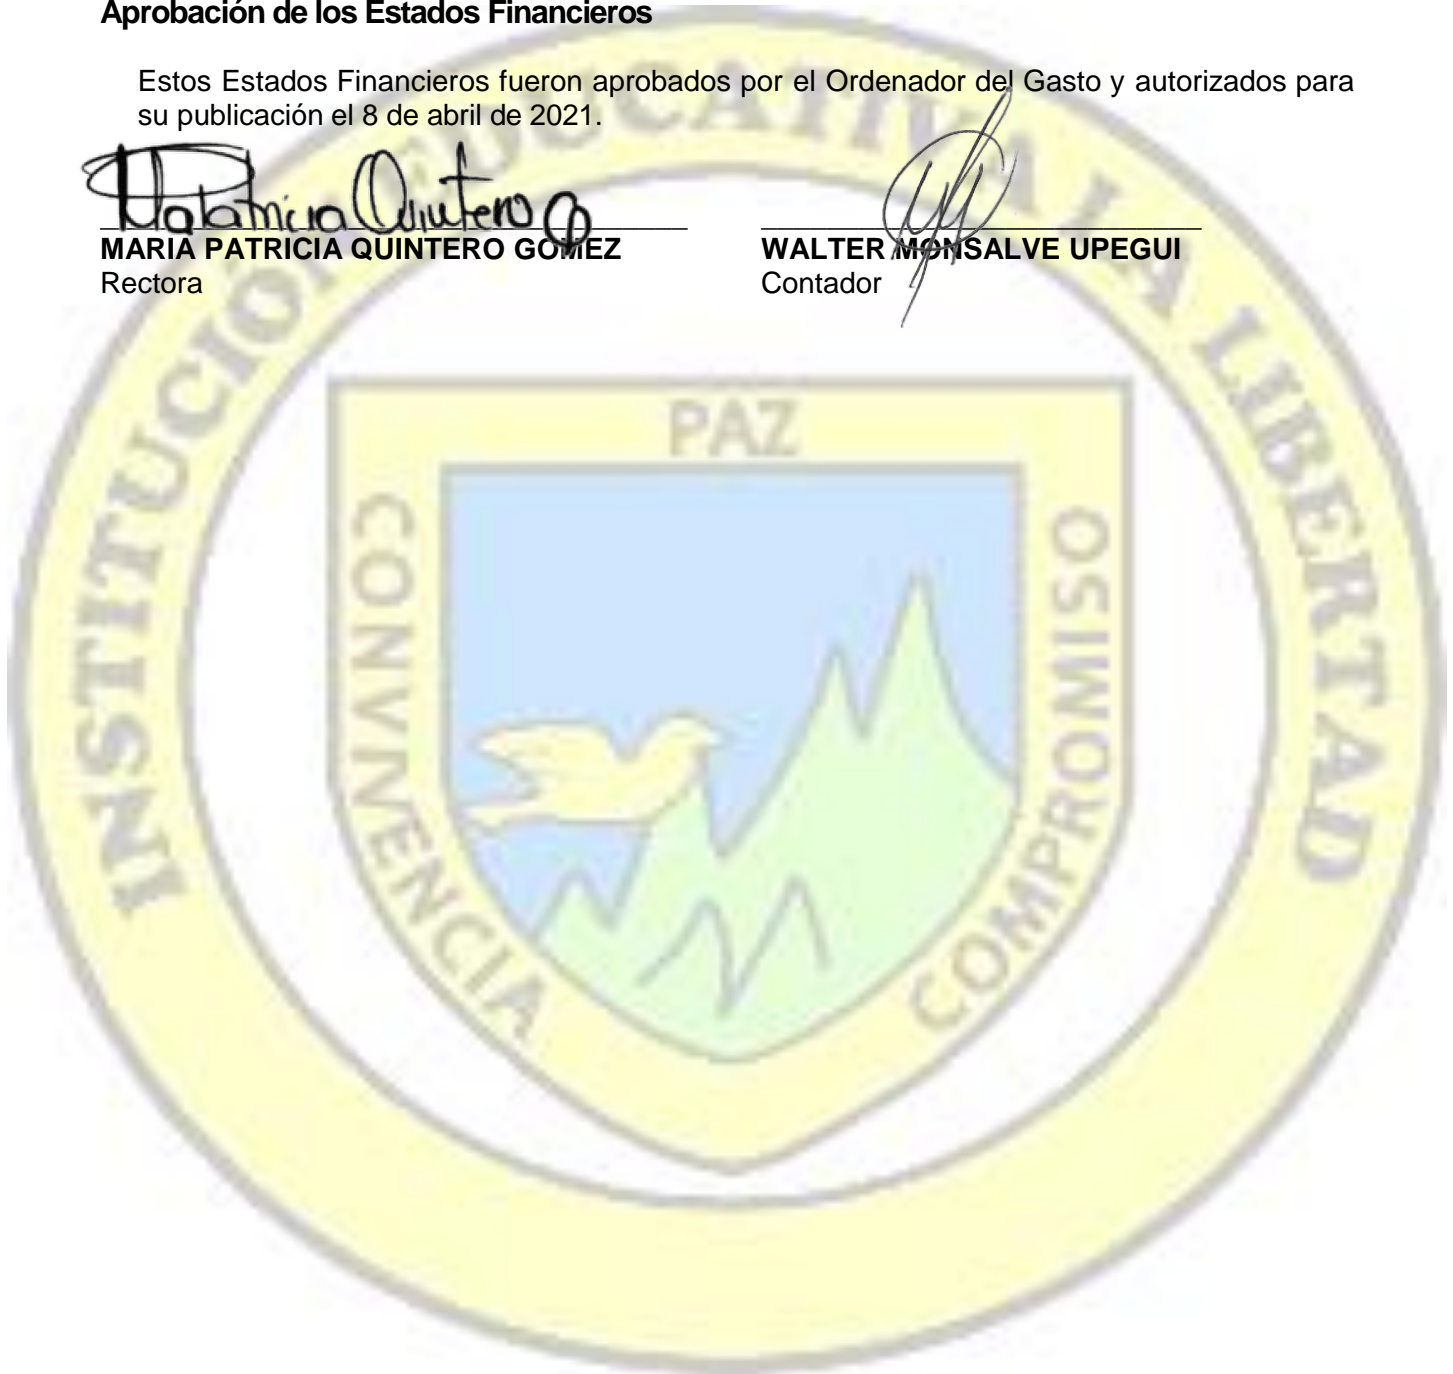 Aprobación de los Estados Financieros
Estos Estados Financieros fueron aprobados por el Ordenador del Gasto y autorizados para
su publicación el 8 de abril de 2021.
MARIA PATRICIA QUINTERO GOMEZ
WALTER MONSALVE UPEGUI
Rectora
Contador
INSTITUCIÓN EDUCATIVA LA LIBERTAD
PAZ
CONVIVENCIA
COMPROMISO